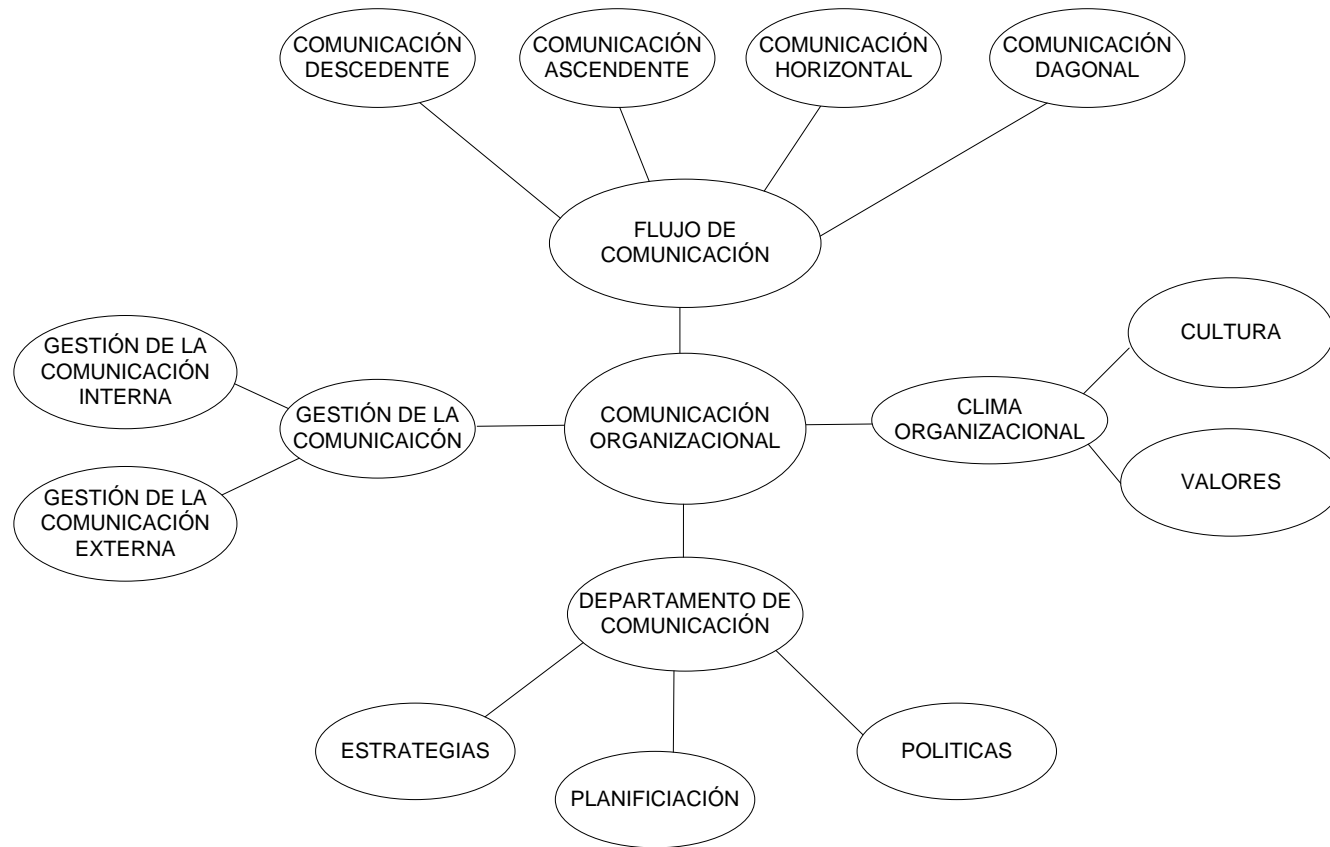 COMUNICACIÓN
DESCEDENTE
COMUNICACIÓN
ASCENDENTE
COMUNICACIÓN
HORIZONTAL
COMUNICACIÓN
DAGONAL
FLUJO DE
COMUNICACIÓN
GESTIÓN DE LA
COMUNICACIÓN
INTERNA
GESTIÓN DE LA
COMUNICAICÓN
COMUNICACIÓN
ORGANIZACIONAL
CLIMA
ORGANIZACIONAL
CULTURA
VALORES
GESTIÓN DE LA
COMUNICACIÓN
EXTERNA
DEPARTAMENTO DE
COMUNICACIÓN
ESTRATEGIAS
PLANIFICIACIÓN
POLITICAS